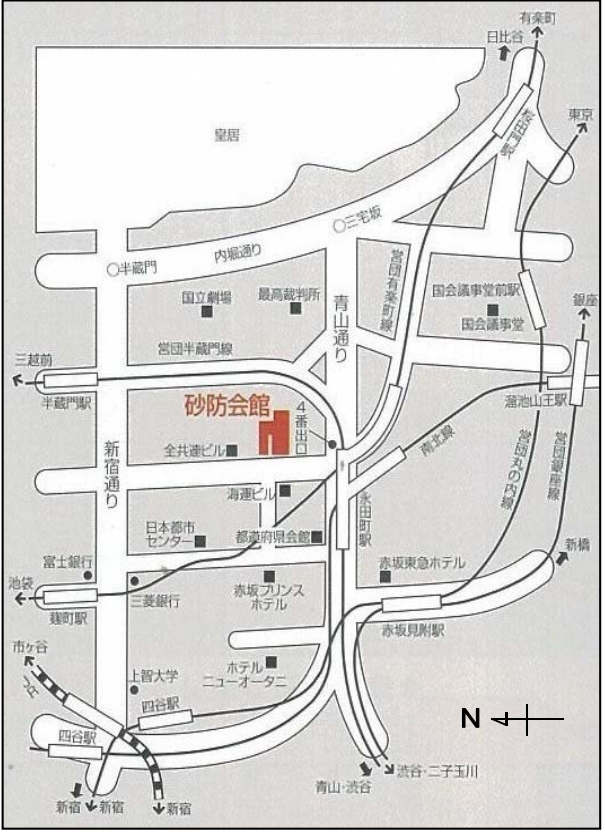 有楽町
日比谷
桜田門駅
東京
皇居
三宅坂
半蔵門
内堀通り
営団有楽町線
国会議事堂前駅
国会議事堂
銀座
国立劇場
最高裁判所
青山通り
営団半蔵門線
三越前
半蔵門駅
砂防会館
4番出口
溜池山王駅
新宿通り
全共連ビル
南北線
営団丸の内線
営団銀座線
海運ビル
永田町駅
日本都市
センター
都道府県会館
新橋
富士銀行
池袋
麹町駅
三菱銀行
赤坂プリンス
ホテル
赤坂東急ホテル
赤坂見附駅
市ヶ谷
JR
上智大学
ホテル
ニューオータニ
四谷駅
四谷駅
N
新宿
新宿
新宿
青山・渋谷
渋谷・二子玉川